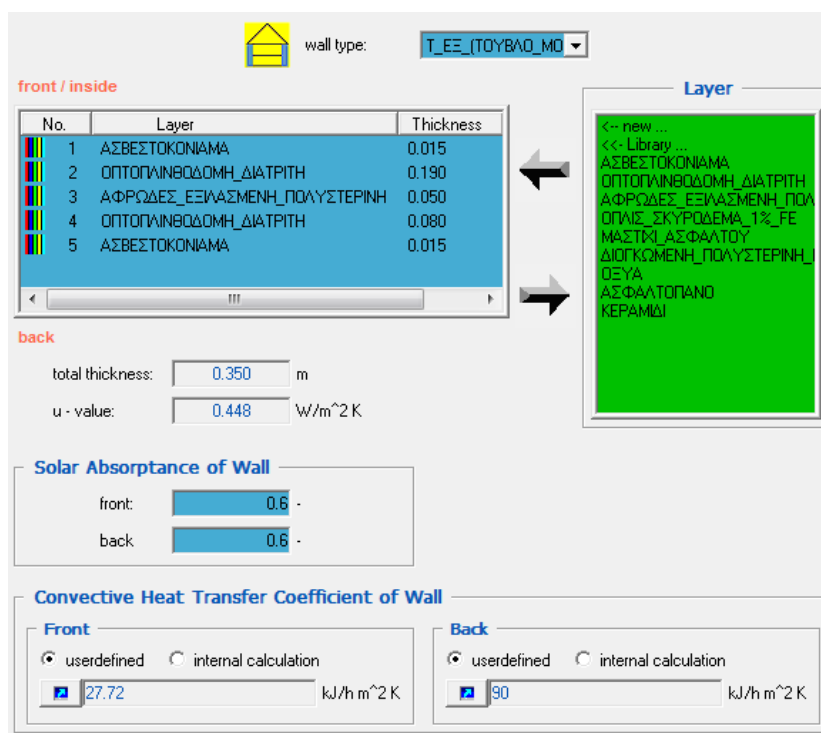 wall type: Τ_ΕΞ_(ΤΟΥΒΛΟ_ΜΟ
front / inside
Layer
No. Layer Thickness
1 ΑΣΒΕΣΤΟΚΟΝΙΑΜΑ 0.015
2 ΟΠΤΟΠΛΙΝΘΟΔΟΜΗ_ΔΙΑΤΡΙΤΗ 0.190
3 ΑΦΡΩΔΕΣ_ΕΞΙΛΑΣΜΕΝΗ_ΠΟΛΥΣΤΕΡΙΝΗ 0.050
4 ΟΠΤΟΠΛΙΝΘΟΔΟΜΗ_ΔΙΑΤΡΙΤΗ 0.080
5 ΑΣΒΕΣΤΟΚΟΝΙΑΜΑ 0.015
<-- new ...
<<- Library ...
ΑΣΒΕΣΤΟΚΟΝΙΑΜΑ
ΟΠΤΟΠΛΙΝΘΟΔΟΜΗ_ΔΙΑΤΡΙΤΗ
ΑΦΡΩΔΕΣ_ΕΞΙΛΑΣΜΕΝΗ_ΠΟΛ
ΟΠΛΙΣ_ΣΚΥΡΟΔΕΜΑ_1%_FE
ΜΑΣΤΙΧΙ_ΑΣΦΑΛΤΟΥ
ΔΙΟΓΚΩΜΕΝΗ_ΠΟΛΥΣΤΕΡΙΝΗ_
ΟΞΥΑ
ΑΣΦΑΛΤΟΠΑΝΟ
ΚΕΡΑΜΙΔΙ
back
total thickness: 0.350 m
u - value: 0.448 W/m^2 K
Solar Absorptance of Wall
front: 0.6 -
back 0.6 -
Convective Heat Transfer Coefficient of Wall
Front
userdefined internal calculation
27.72 kJ/h m^2 K
Back
userdefined internal calculation
90 kJ/h m^2 K